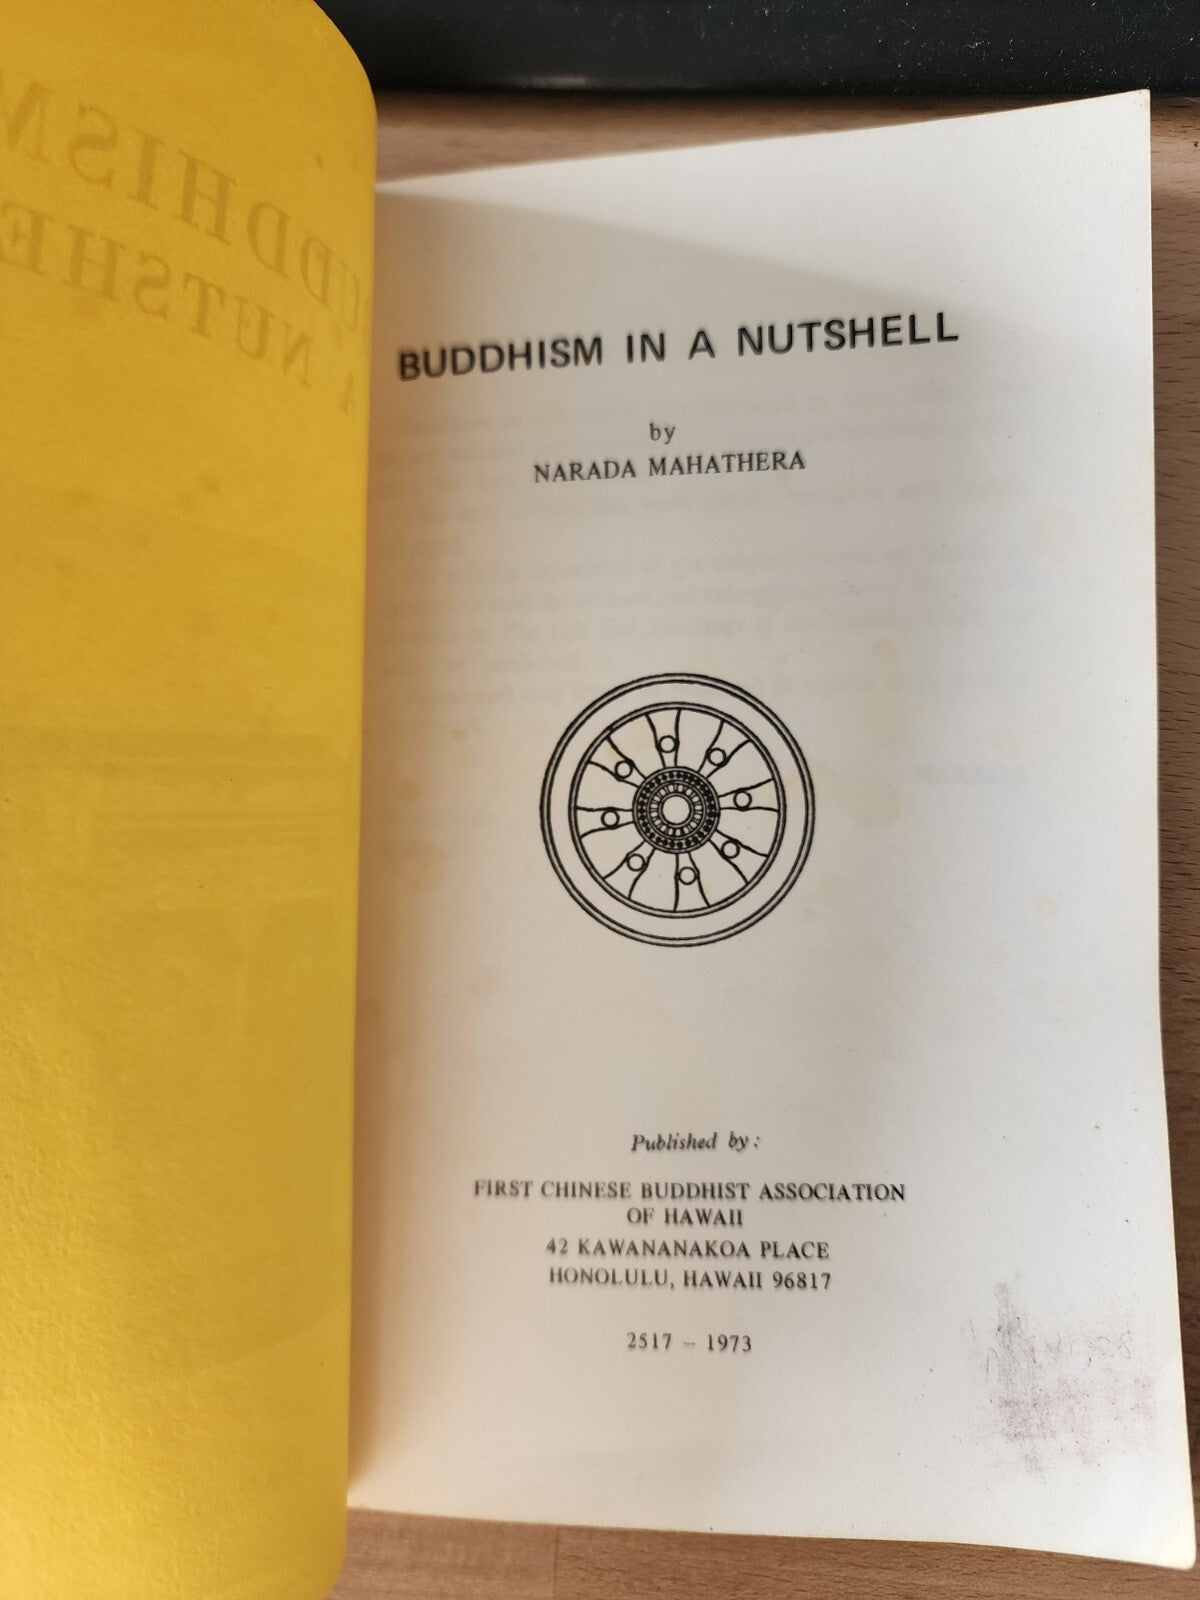 BUDDHISM IN A NUTSHELL
by
NARADA MAHATHERA
Published by:
FIRST CHINESE BUDDHIST ASSOCIATION
OF HAWAII
42 KAWANANAKOA PLACE
HONOLULU, HAWAII 96817
2517 – 1973